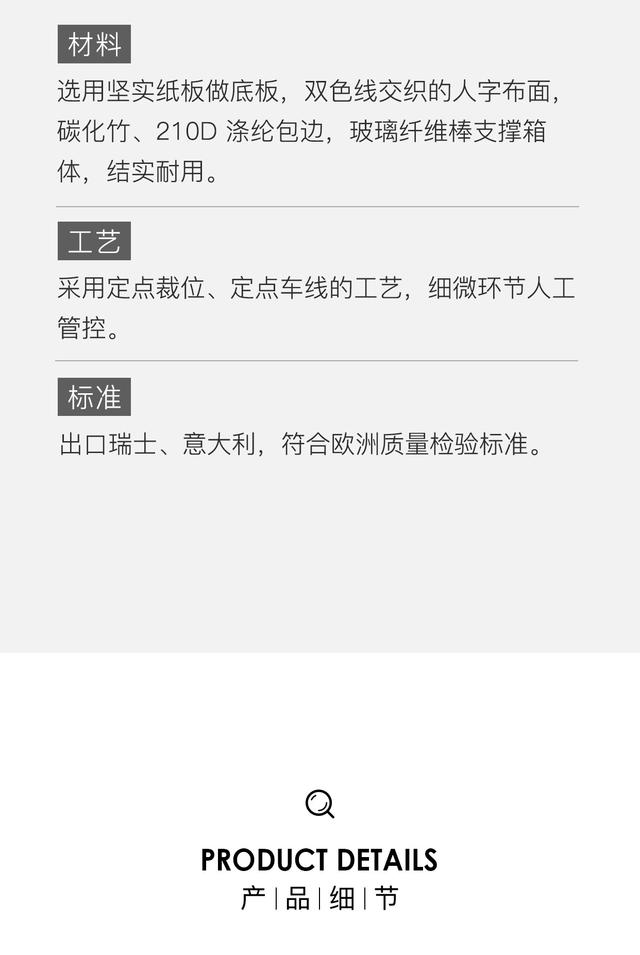 材料
选用坚实纸板做底板，双色线交织的人字布面，
碳化竹、210D 涤纶包边，玻璃纤维棒支撑箱
体，结实耐用。
工艺
采用定点裁位、定点车线的工艺，细微环节人工
管控。
标准
出口瑞士、意大利，符合欧洲质量检验标准。
PRODUCT DETAILS
产|品|细|节